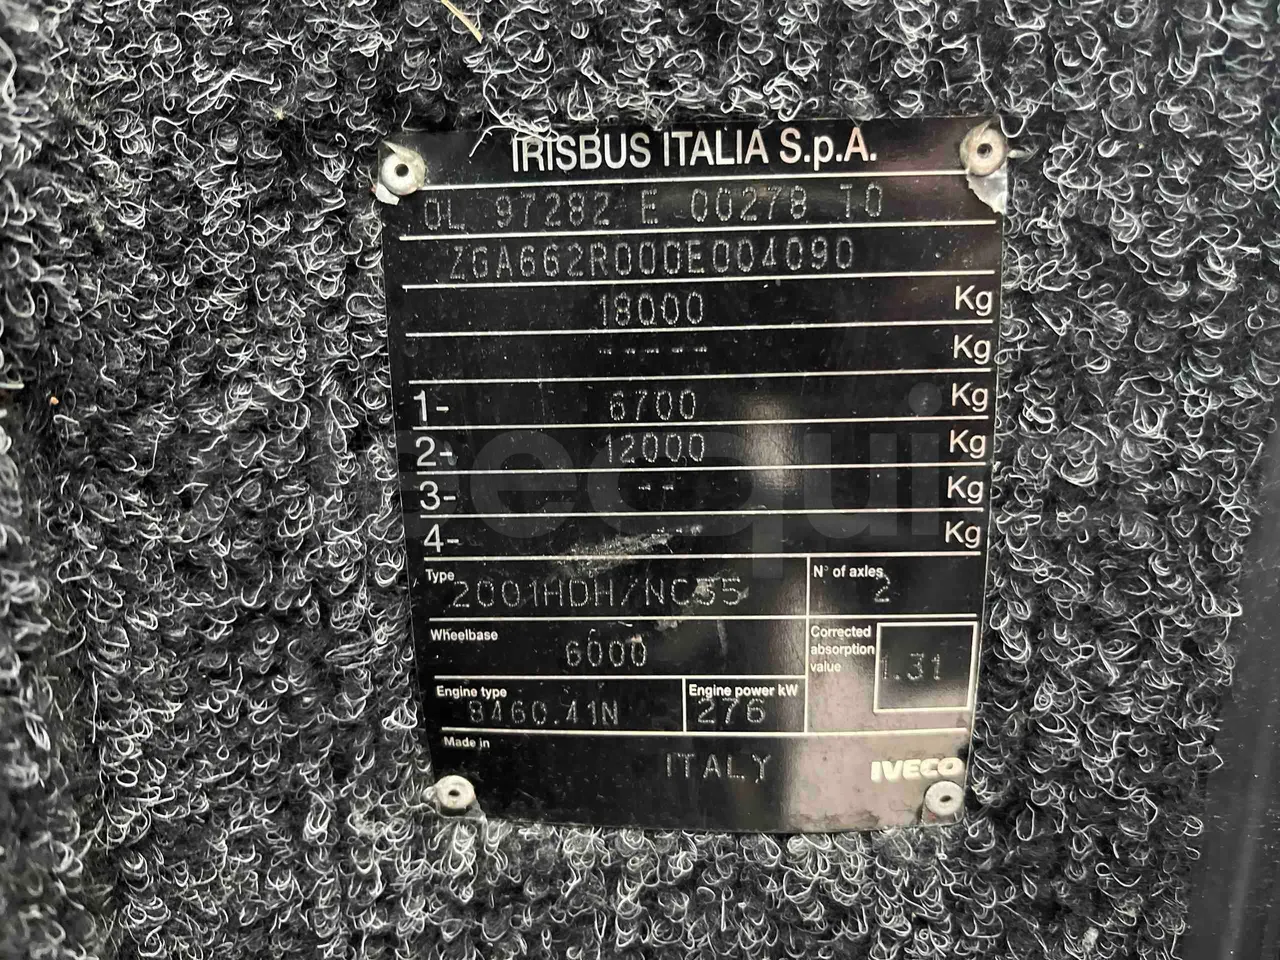 IRISBUS ITALIA S.p.A.
OL 9728Z E 00278 TO
ZGA662R000E004090
18000 Kg
----- Kg
1- 6700 Kg
2- 12000 Kg
3- -- Kg
4- Kg
Type 2001HDH/NC35
N° of axles 2
Wheelbase 6000
Corrected absorption value 1.31
Engine type 8460.41N
Engine power kW 276
Made in ITALY
IVECO